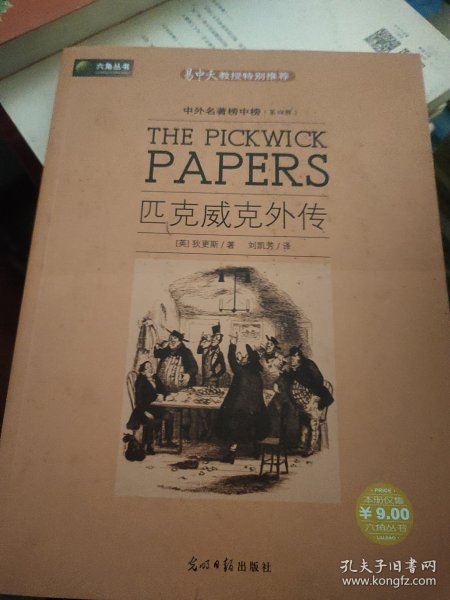 六角丛书
易中天教授特别推荐
中外名著榜中榜（第四辑）
THE PICKWICK
PAPERS
匹克威克外传
[英]狄更斯／著 刘凯芳／译
PRICE
本册仅售
￥9.00
六角丛书
LIUJIAO
光明日报出版社
孔夫子旧书网
www.kongfz.com